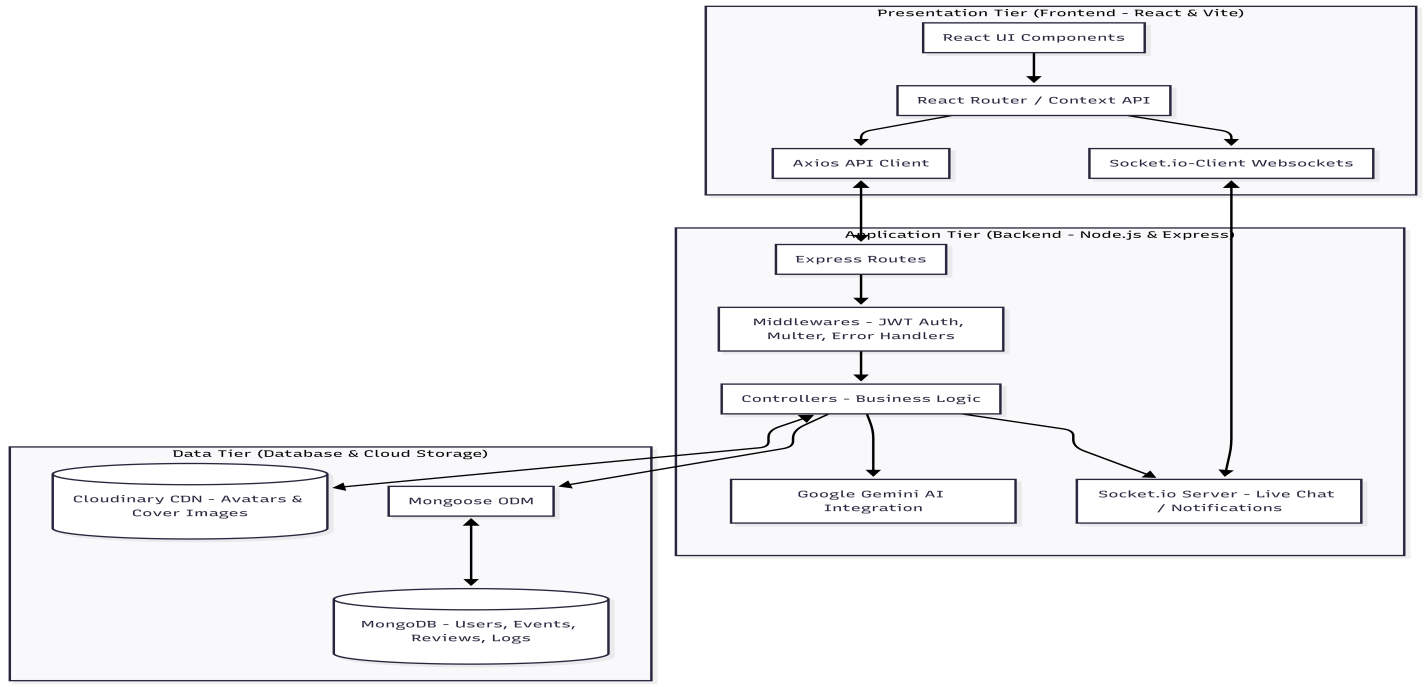 Presentation Tier (Frontend - React & Vite)
React UI Components
React Router / Context API
Axios API Client
Socket.io-Client Websockets
Application Tier (Backend - Node.js & Express)
Express Routes
Middlewares - JWT Auth,
Multer, Error Handlers
Controllers - Business Logic
Google Gemini AI
Integration
Socket.io Server - Live Chat
/ Notifications
Data Tier (Database & Cloud Storage)
Cloudinary CDN - Avatars &
Cover Images
Mongoose ODM
MongoDB - Users, Events,
Reviews, Logs